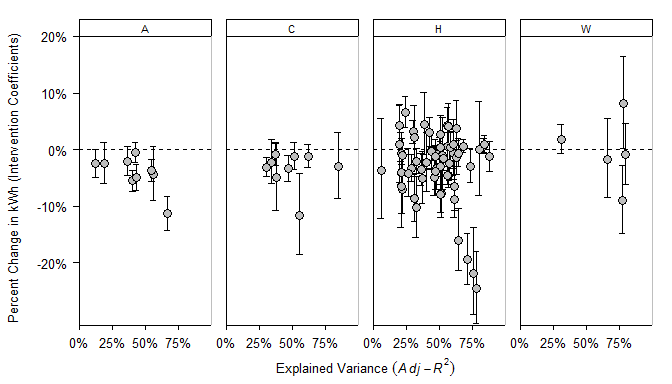 A C H W
20%
10%
0%
-10%
-20%
Percent Change in kWh (Intervention Coefficients)
0% 25% 50% 75% 0% 25% 50% 75% 0% 25% 50% 75% 0% 25% 50% 75%
Explained Variance (Adj − R²)